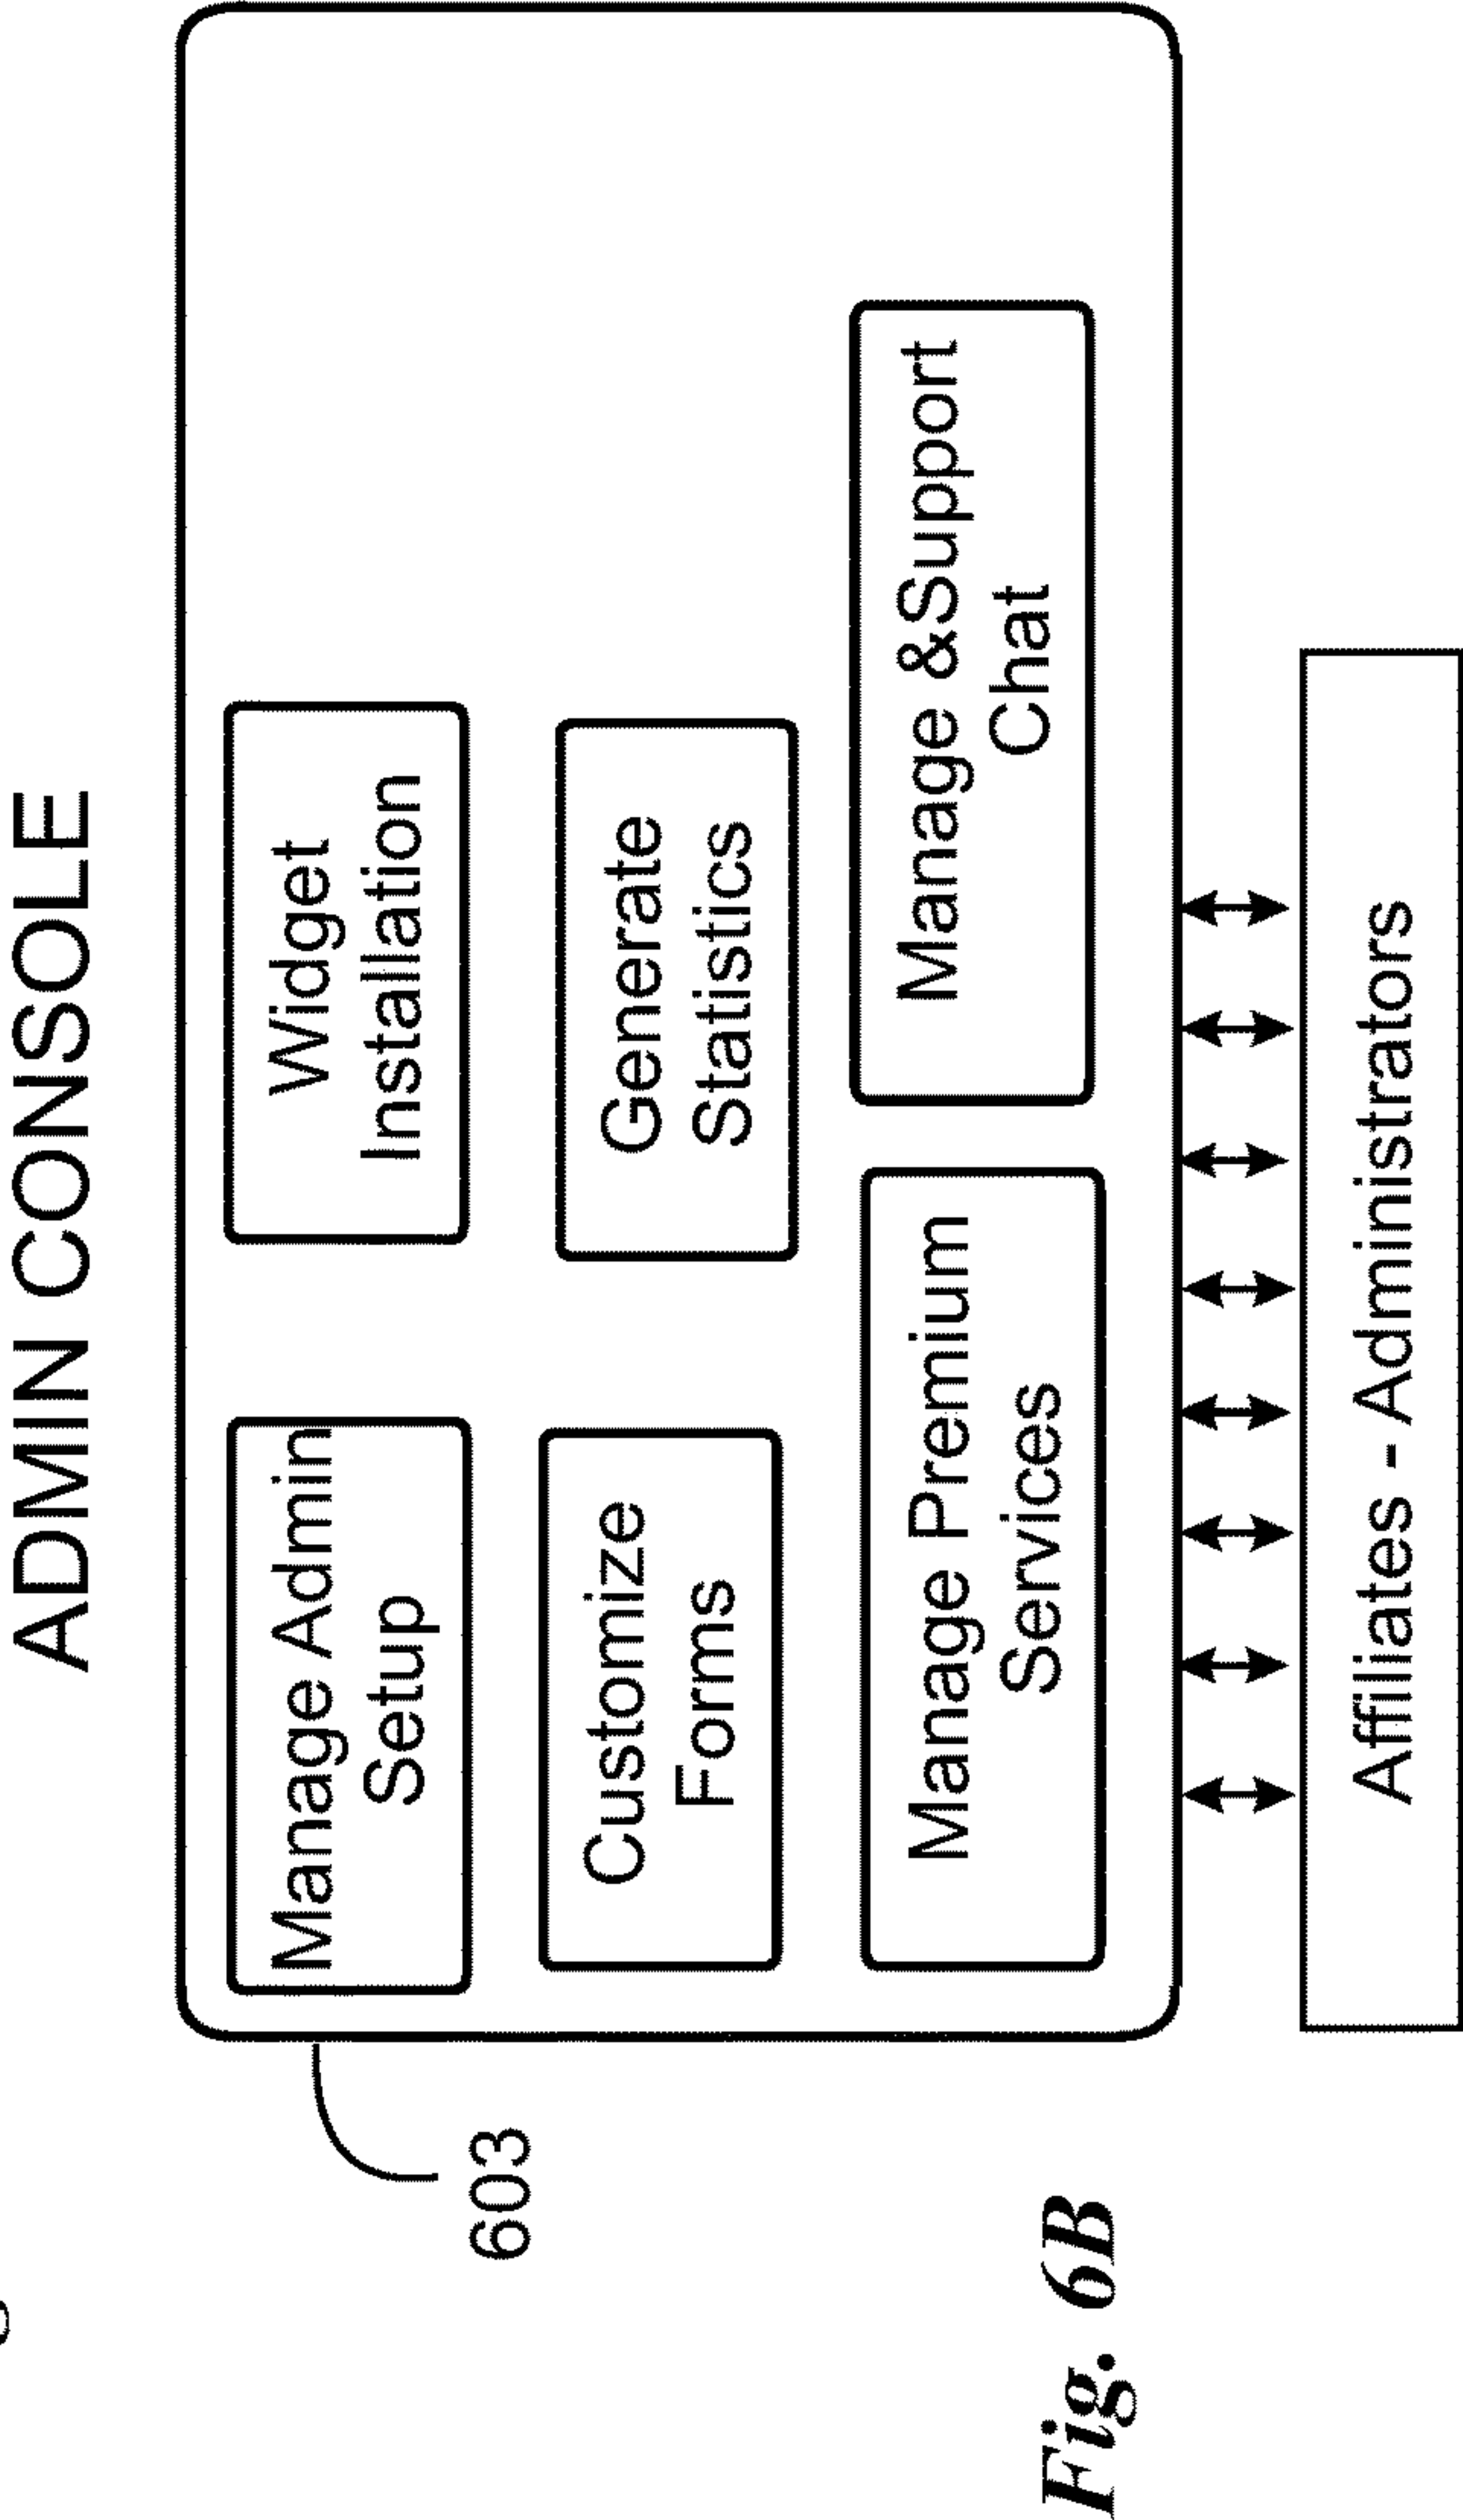 ADMIN CONSOLE
Manage Admin
Setup
Widget
Installation
Customize
Forms
Generate
Statistics
Manage Premium
Services
Manage &Support
Chat
603
Affiliates - Administrators
Fig. 6B